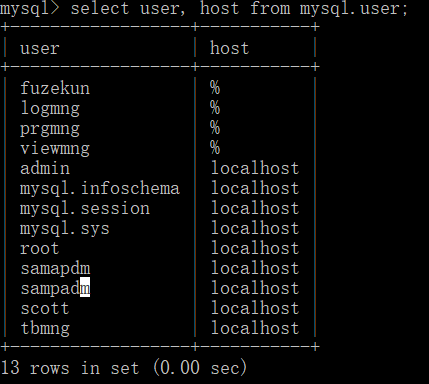 mysql> select user, host from mysql.user;
+------------------+-----------+
| user             | host      |
+------------------+-----------+
| fuzekun          | %         |
| logmng           | %         |
| prgmng           | %         |
| viewmng          | %         |
| admin            | localhost |
| mysql.infoschema | localhost |
| mysql.session    | localhost |
| mysql.sys        | localhost |
| root             | localhost |
| samapdm          | localhost |
| sampadm          | localhost |
| scott            | localhost |
| tbmng            | localhost |
+------------------+-----------+
13 rows in set (0.00 sec)